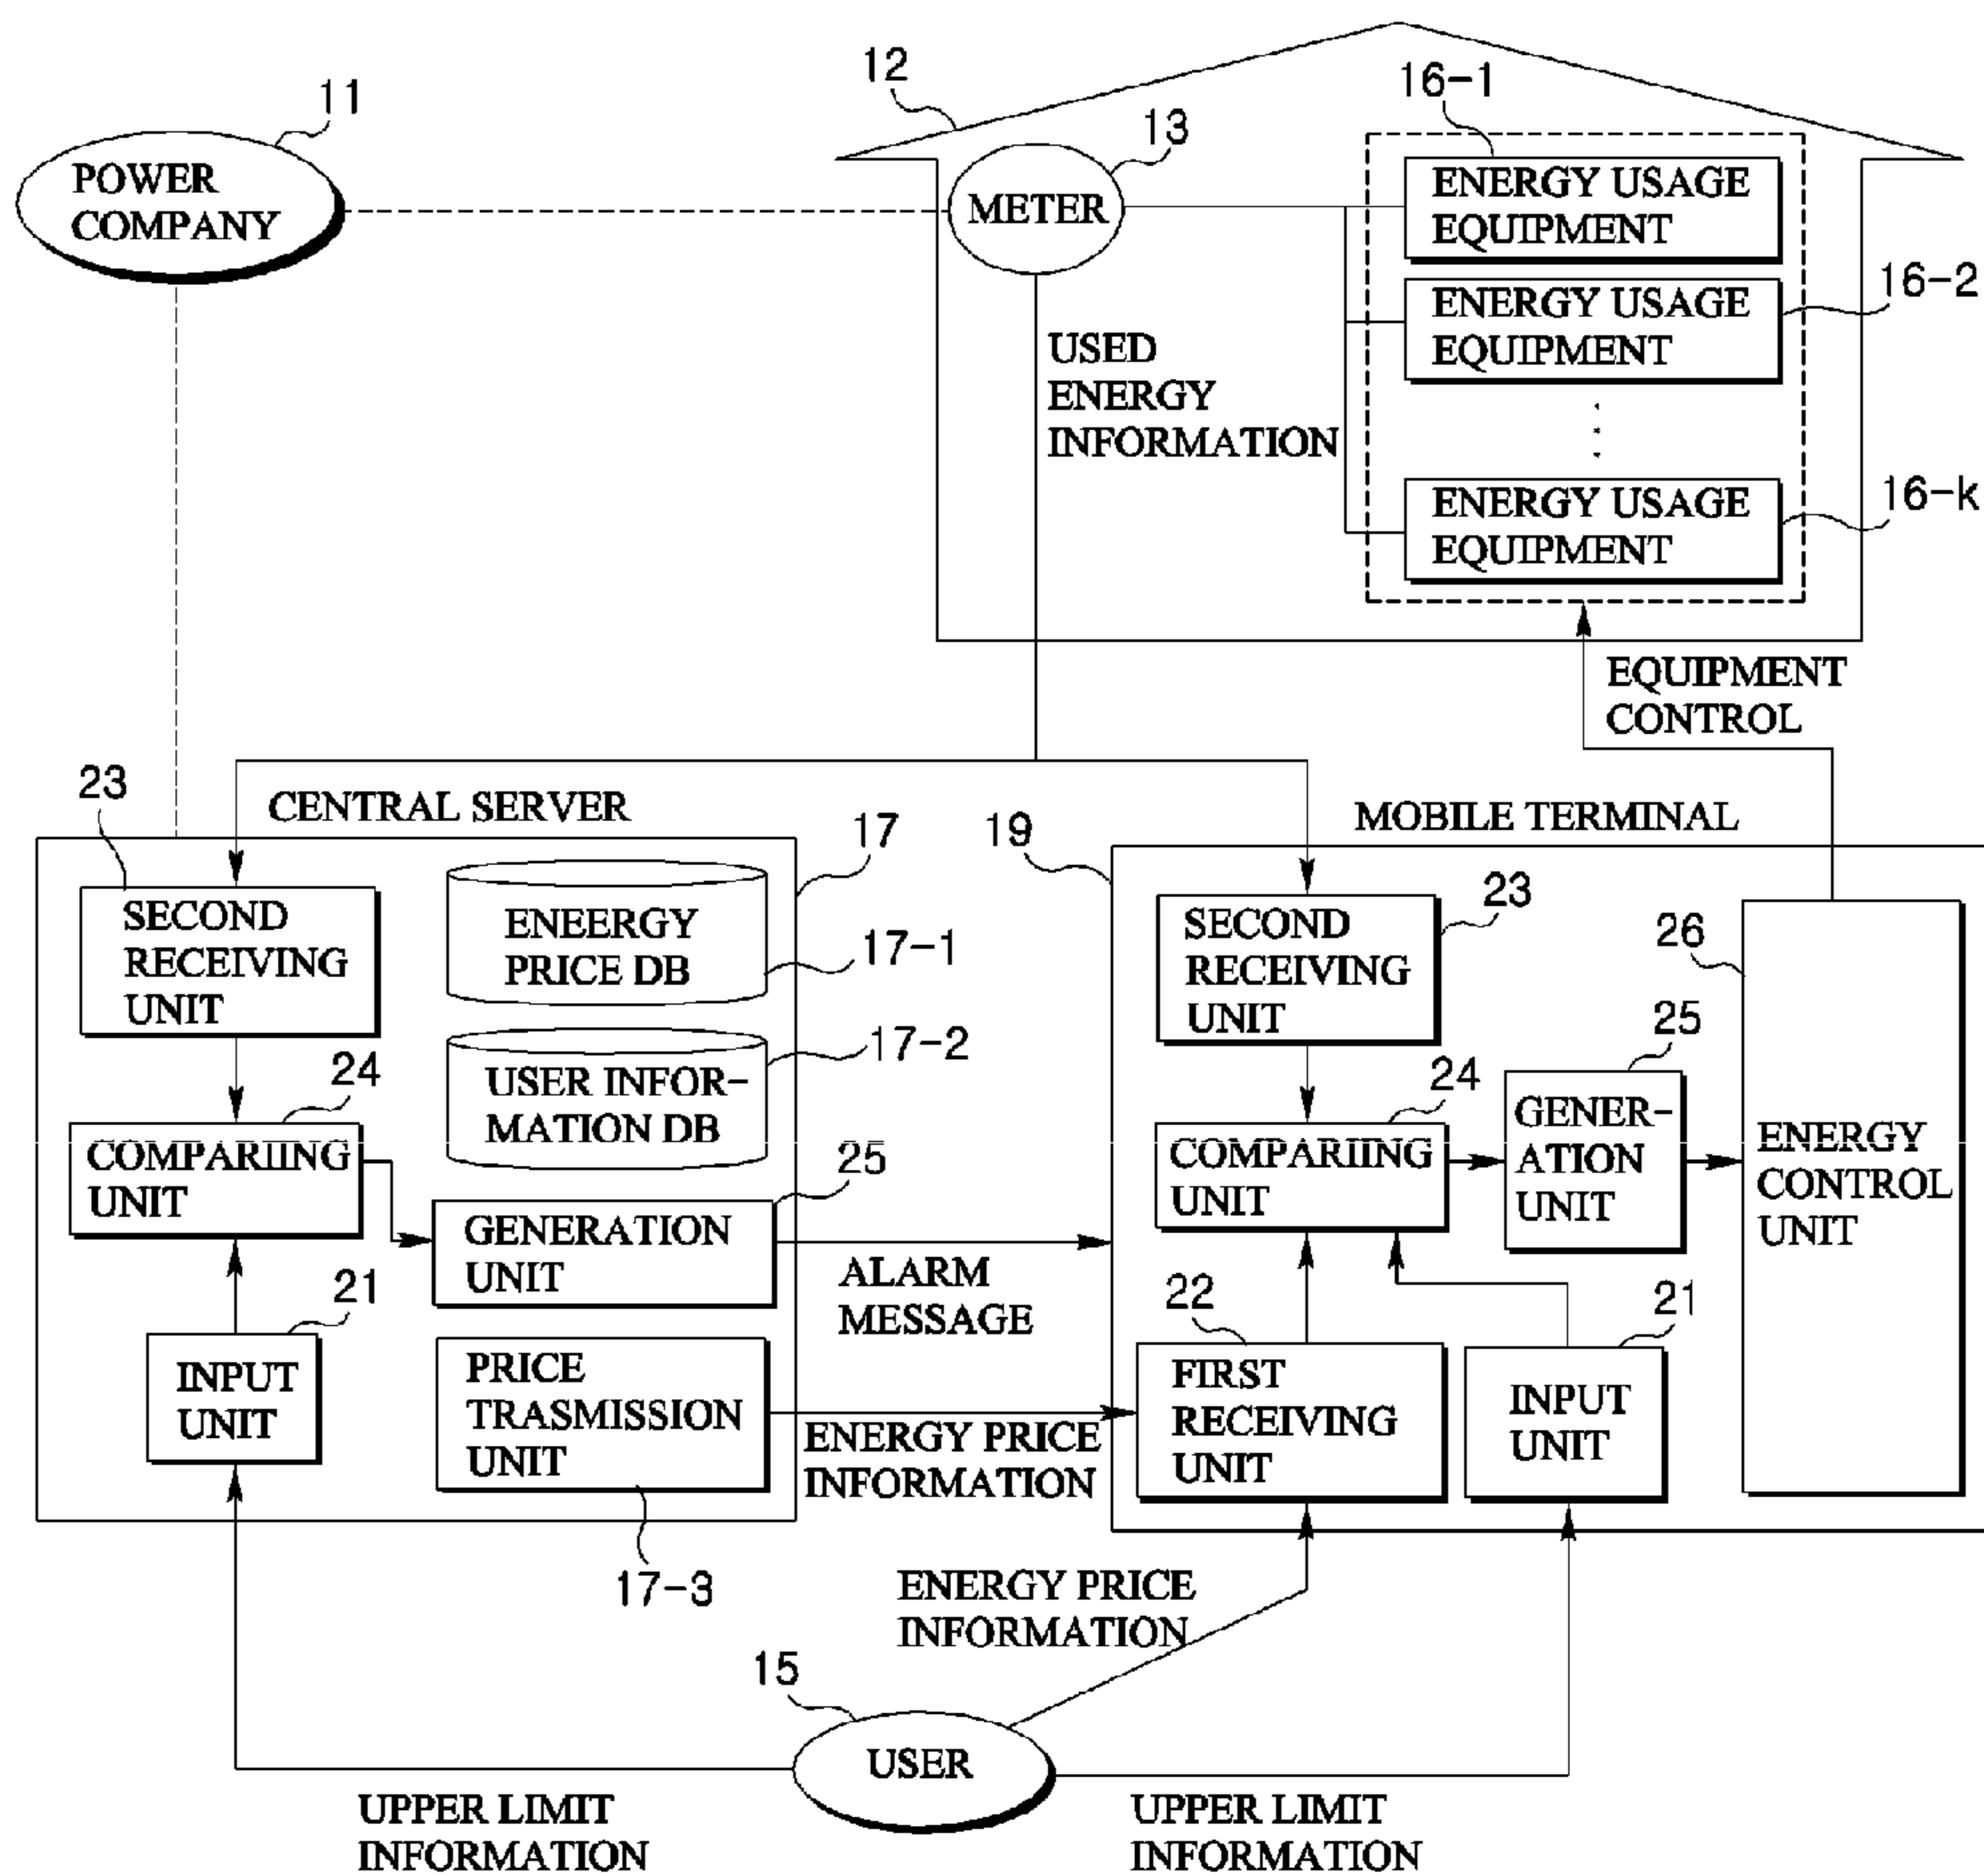 11
12
13
16-1
POWER
COMPANY
METER
ENERGY USAGE
EQUIPMENT
16-2
ENERGY USAGE
EQUIPMENT
USED
ENERGY
INFORMATION
16-k
ENERGY USAGE
EQUIPMENT
EQUIPMENT
CONTROL
23
CENTRAL SERVER
17
19
MOBILE TERMINAL
SECOND
RECEIVING
UNIT
ENEERGY
PRICE DB
17-1
SECOND
RECEIVING
UNIT
23
26
17-2
USER INFOR-
MATION DB
24
COMPARIING
UNIT
25
GENERATION
UNIT
24
COMPARIING
UNIT
25
GENER-
ATION
UNIT
ENERGY
CONTROL
UNIT
ALARM
MESSAGE
21
INPUT
UNIT
PRICE
TRASMISSION
UNIT
17-3
ENERGY PRICE
INFORMATION
22
FIRST
RECEIVING
UNIT
21
INPUT
UNIT
ENERGY PRICE
INFORMATION
15
USER
UPPER LIMIT
INFORMATION
UPPER LIMIT
INFORMATION